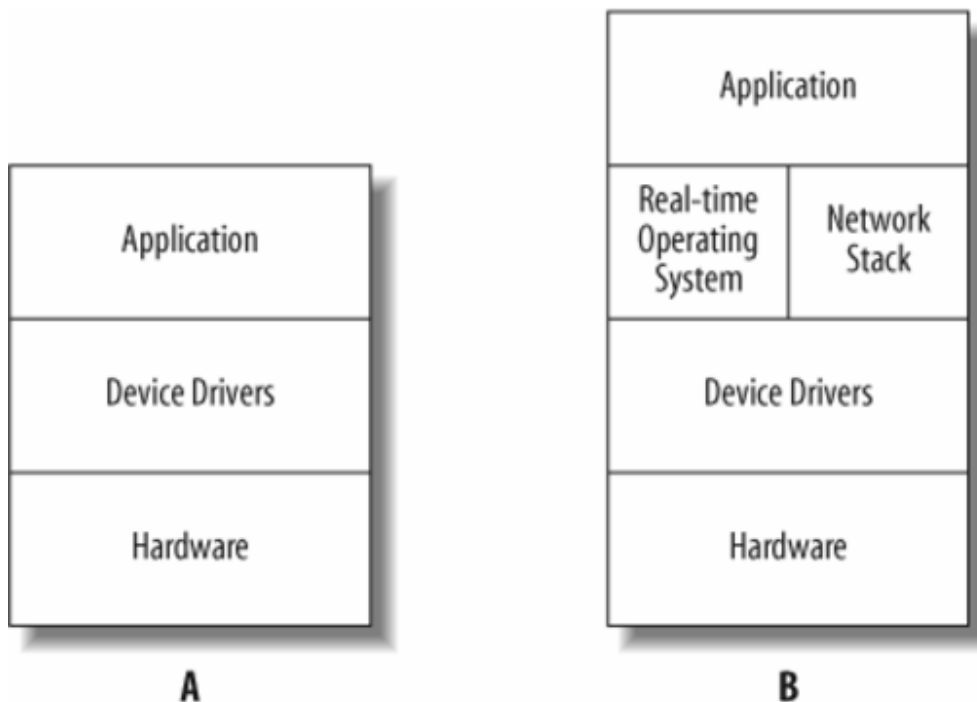 Application
Device Drivers
Hardware
A
Application
Real-time
Operating
System
Network
Stack
Device Drivers
Hardware
B